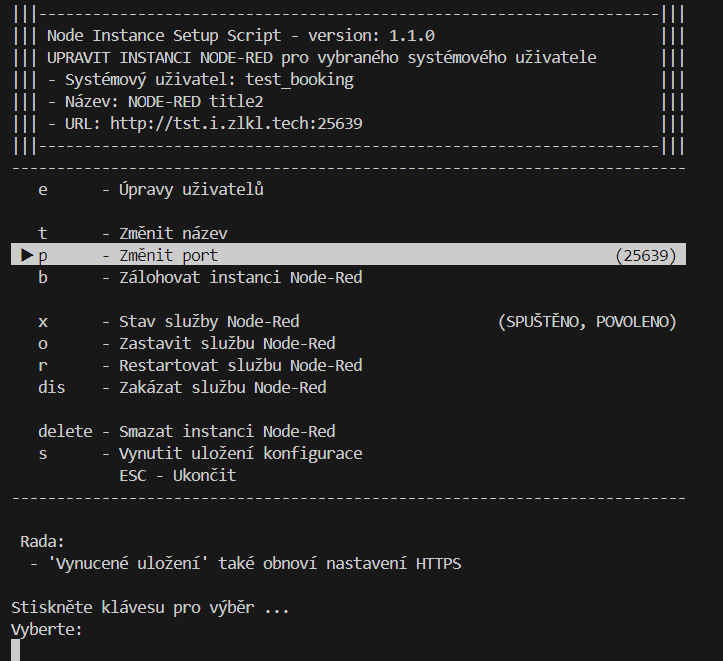 |||---------------------------------------------------------------------|||
||| Node Instance Setup Script - version: 1.1.0 |||
||| UPRAVIT INSTANCI NODE-RED pro vybraného systémového uživatele |||
||| - Systémový uživatel: test_booking |||
||| - Název: NODE-RED title2 |||
||| - URL: http://tst.i.zlkl.tech:25639 |||
|||---------------------------------------------------------------------|||
---------------------------------------------------------------------------
e - Úpravy uživatelů
t - Změnit název
▶ p - Změnit port (25639)
b - Zálohovat instanci Node-Red
x - Stav služby Node-Red (SPUŠTĚNO, POVOLENO)
o - Zastavit službu Node-Red
r - Restartovat službu Node-Red
dis - Zakázat službu Node-Red
delete - Smazat instanci Node-Red
s - Vynutit uložení konfigurace
ESC - Ukončit
---------------------------------------------------------------------------
Rada:
- 'Vynucené uložení' také obnoví nastavení HTTPS
Stiskněte klávesu pro výběr ...
Vyberte: